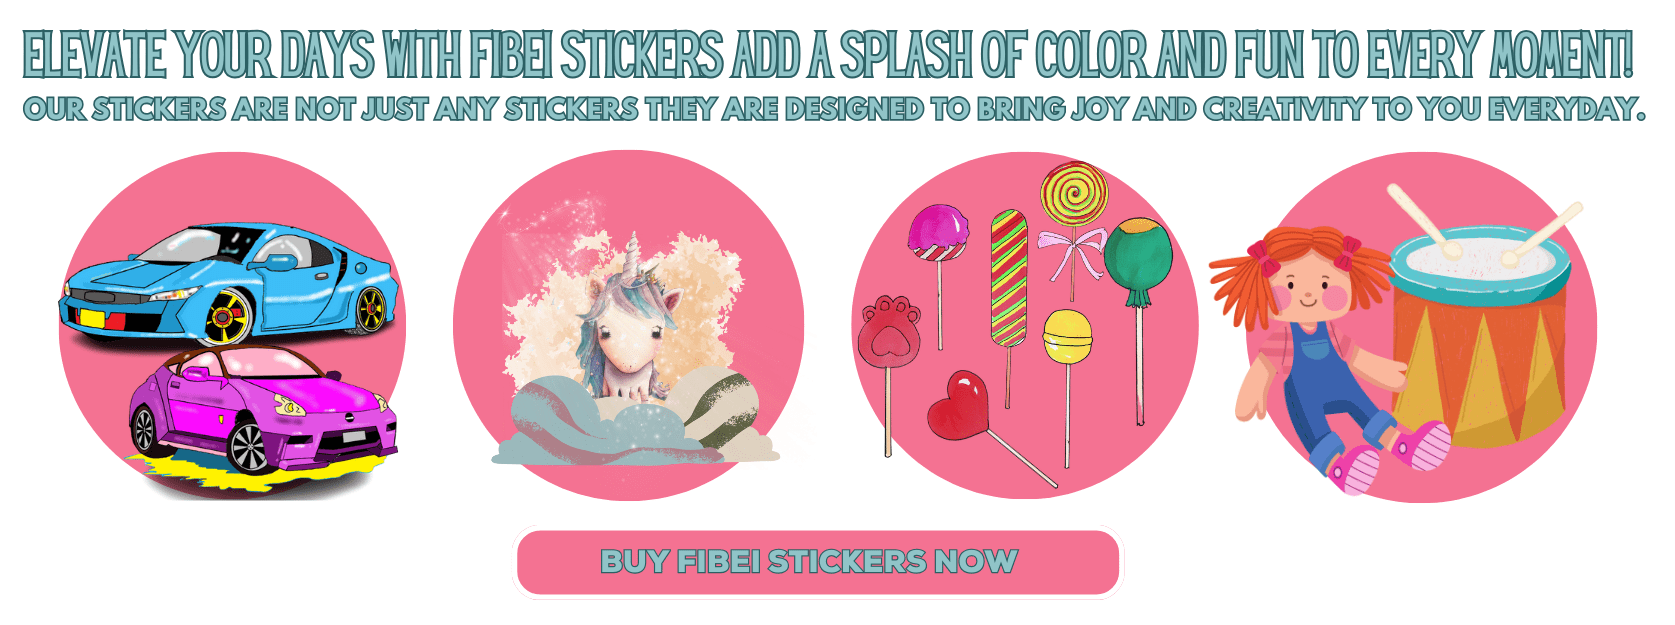 ELEVATE YOUR DAYS WITH FIBEI STICKERS ADD A SPLASH OF COLOR AND FUN TO EVERY MOMENT!
OUR STICKERS ARE NOT JUST ANY STICKERS THEY ARE DESIGNED TO BRING JOY AND CREATIVITY TO YOU EVERYDAY.
BUY FIBEI STICKERS NOW